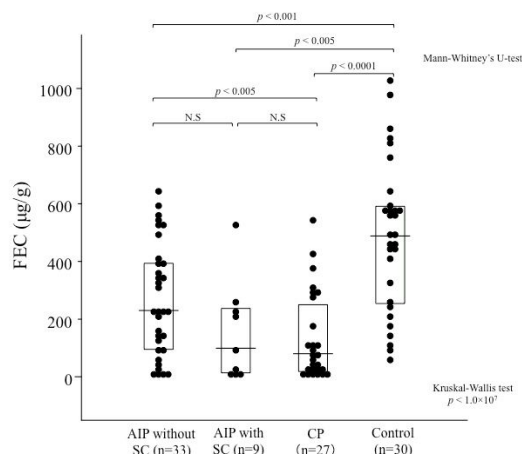 p < 0.001
p < 0.005
Mann-Whitney’s U-test
p < 0.0001
p < 0.005
N.S
N.S
1000
800
600
400
200
0
FEC (µg/g)
Kruskal-Wallis test
p < 1.0×10⁷
AIP without
SC (n=33)
AIP with
SC (n=9)
CP
(n=27)
Control
(n=30)